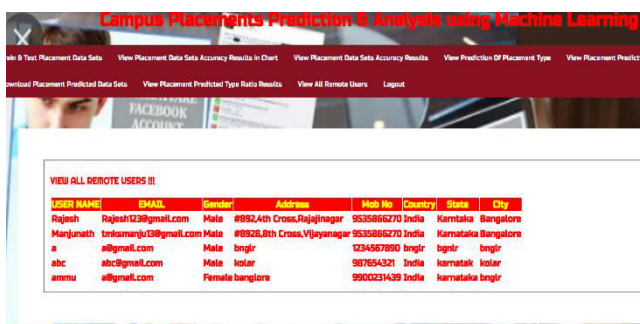 Campus Placements Prediction & Analysis using Machine Learning
& Test Placement Data Sets View Placement Data Sets Accuracy Results in Chart View Placement Data Sets Accuracy Results View Prediction Of Placement Type View Placement
Placement Predicted Data Sets View Placement Predicted Type Ratio Results View All Remote Users Logout
FACEBOOK
ACCOUNT
VIEW ALL REMOTE USERS !!!
USER NAME EMAIL Gender Address Mob No Country State City
Rajesh Rajesh123@gmail.com Male #892,4th Cross,Rajajinagar 9535866270 India Karntaka Bangalore
Manjunath tmksmanju13@gmail.com Male #8928,8th Cross,Vijayanagar 9535866270 India Karnataka Bangalore
a a@gmail.com Male bnglr 1234567890 bnglr bgnlr bnglr
abc abc@gmail.com Male kolar 987654321 India karnatak kolar
ammu a@gmail.com Female banglore 9900231439 India karnataka bnglr